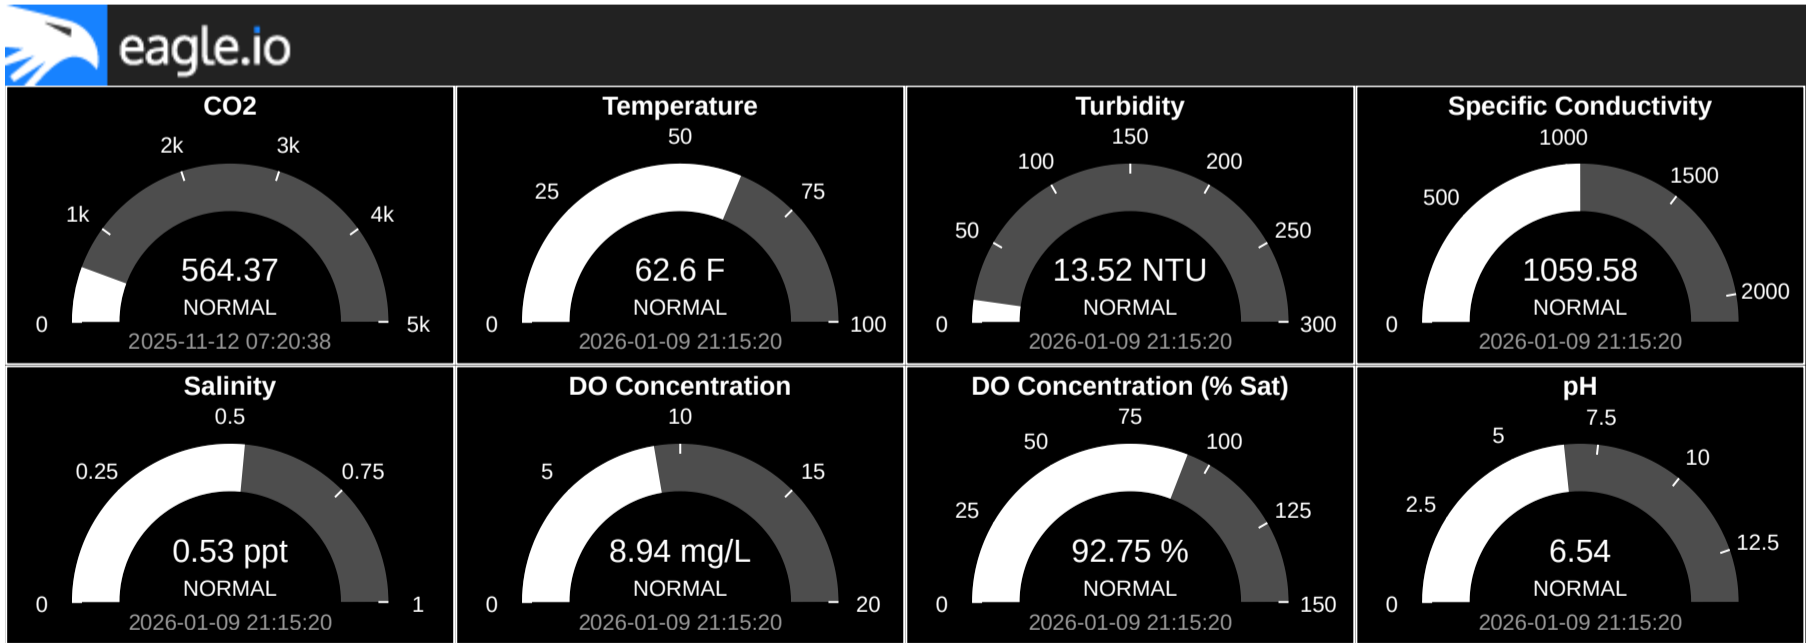 eagle.io
CO2
2k
3k
1k
4k
564.37
NORMAL
0
5k
2025-11-12 07:20:38
Temperature
50
25
75
62.6 F
NORMAL
0
100
2026-01-09 21:15:20
Turbidity
150
100
200
50
250
13.52 NTU
NORMAL
0
300
2026-01-09 21:15:20
Specific Conductivity
1000
1500
500
1059.58
2000
NORMAL
0
2026-01-09 21:15:20
Salinity
0.5
0.25
0.75
0.53 ppt
NORMAL
0
1
2026-01-09 21:15:20
DO Concentration
10
5
15
8.94 mg/L
NORMAL
0
20
2026-01-09 21:15:20
DO Concentration (% Sat)
75
50
100
25
125
92.75 %
NORMAL
0
150
2026-01-09 21:15:20
pH
7.5
5
10
2.5
12.5
6.54
NORMAL
0
2026-01-09 21:15:20